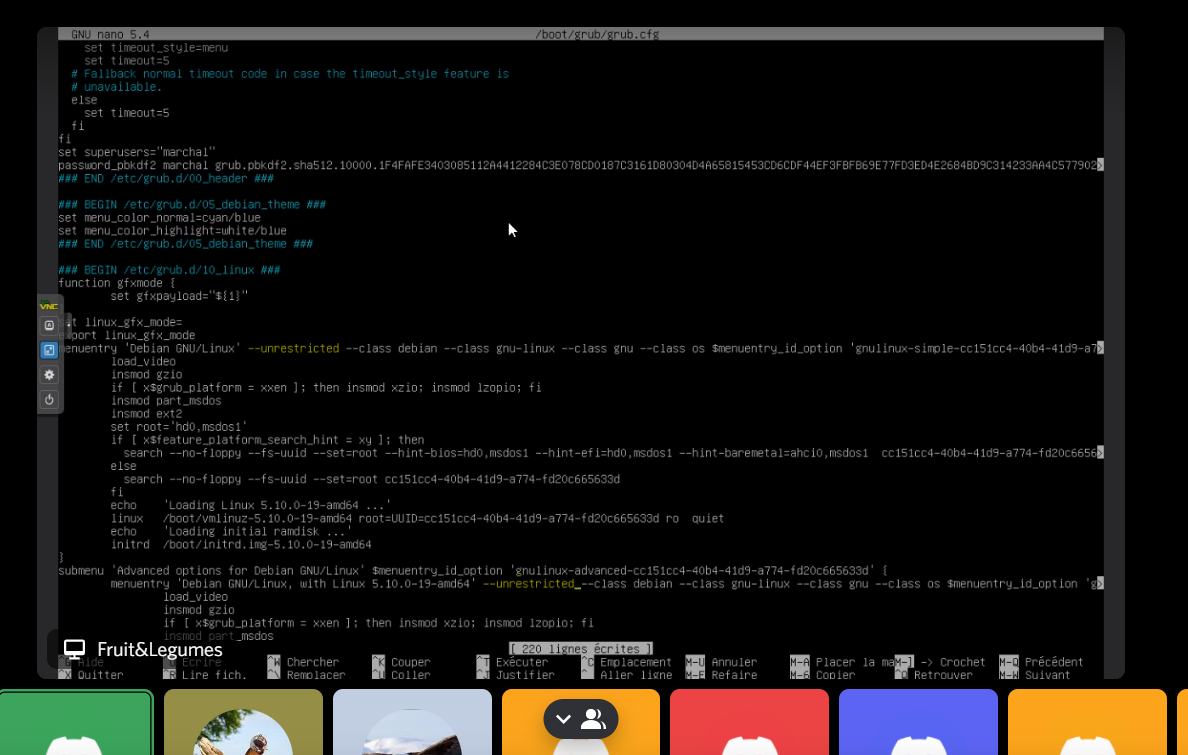 GNU nano 5.4 /boot/grub/grub.cfg
set timeout_style=menu
set timeout=5
# Fallback normal timeout code in case the timeout_style feature is
# unavailable.
else
set timeout=5
fi
fi
set superusers="marchal"
password_pbkdf2 marchal grub.pbkdf2.sha512.10000.1F4FAFE3403085112A4412284C3E078CD0187C3161D80304D4A65815453CD6CDF44EF3FBFB69E77FD3ED4E2684BD9C314233AA4C577902>
### END /etc/grub.d/00_header ###
### BEGIN /etc/grub.d/05_debian_theme ###
set menu_color_normal=cyan/blue
set menu_color_highlight=white/blue
### END /etc/grub.d/05_debian_theme ###
### BEGIN /etc/grub.d/10_linux ###
function gfxmode {
set gfxpayload="${1}"
VNC
t linux_gfx_mode=
port linux_gfx_mode
menuentry 'Debian GNU/Linux' --unrestricted --class debian --class gnu-linux --class gnu --class os $menuentry_id_option 'gnulinux-simple-cc151cc4-40b4-41d9-a7>
load_video
insmod gzio
if [ x$grub_platform = xxen ]; then insmod xzio; insmod lzopio; fi
insmod part_msdos
insmod ext2
set root='hd0,msdos1'
if [ x$feature_platform_search_hint = xy ]; then
search --no-floppy --fs-uuid --set=root --hint-bios=hd0,msdos1 --hint-efi=hd0,msdos1 --hint-baremetal=ahci0,msdos1 cc151cc4-40b4-41d9-a774-fd20c6656>
else
search --no-floppy --fs-uuid --set=root cc151cc4-40b4-41d9-a774-fd20c665633d
fi
echo 'Loading Linux 5.10.0-19-amd64 ...'
linux /boot/vmlinuz-5.10.0-19-amd64 root=UUID=cc151cc4-40b4-41d9-a774-fd20c665633d ro quiet
echo 'Loading initial ramdisk ...'
initrd /boot/initrd.img-5.10.0-19-amd64
}
submenu 'Advanced options for Debian GNU/Linux' $menuentry_id_option 'gnulinux-advanced-cc151cc4-40b4-41d9-a774-fd20c665633d' {
menuentry 'Debian GNU/Linux, with Linux 5.10.0-19-amd64' --unrestricted_--class debian --class gnu-linux --class gnu --class os $menuentry_id_option 'g>
load_video
insmod gzio
if [ x$grub_platform = xxen ]; then insmod xzio; insmod lzopio; fi
insmod part_msdos
Fruit&Legumes
[ 220 lignes écrites ]
^G Aide ^O Écrire ^W Chercher ^K Couper ^T Exécuter ^C Emplacement M-U Annuler M-A Placer la ma M-] -> Crochet M-Q Précédent
^X Quitter ^R Lire fich. ^\ Remplacer ^U Coller ^J Justifier ^_ Aller ligne M-E Refaire M-6 Copier ^Q Retrouver M-W Suivant